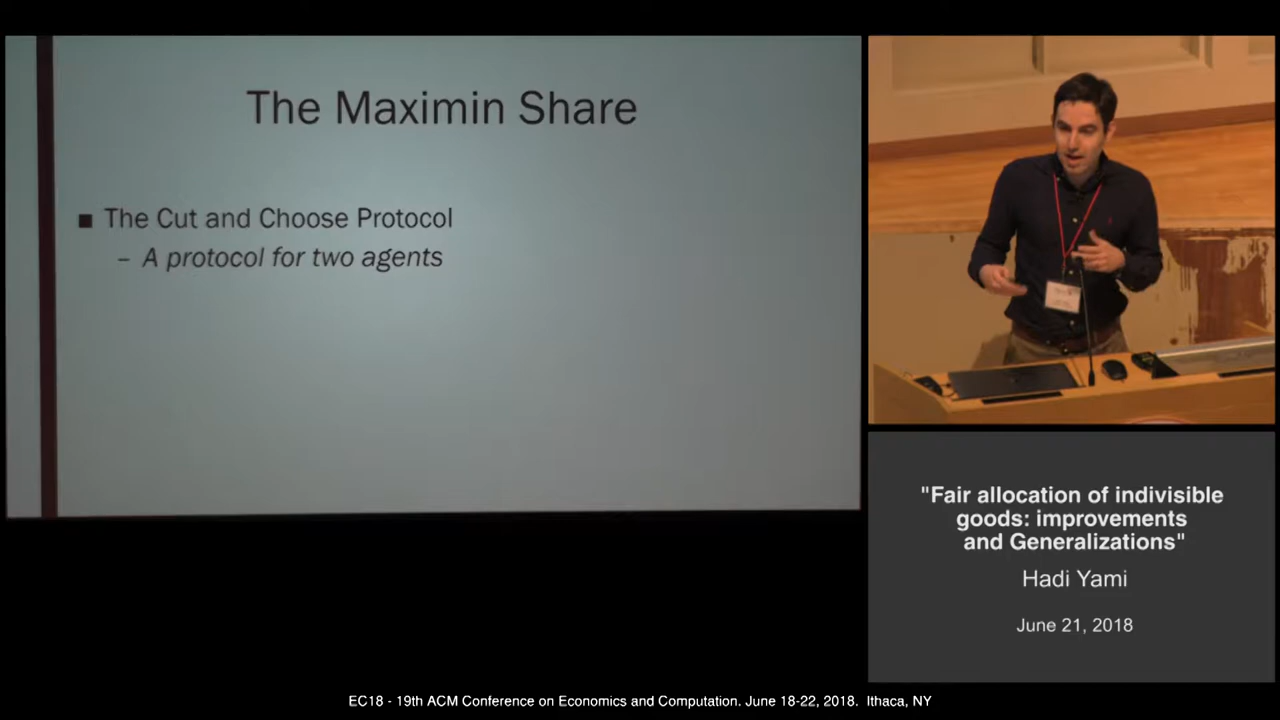 The Maximin Share
■ The Cut and Choose Protocol
– A protocol for two agents
"Fair allocation of indivisible
goods: improvements
and Generalizations"
Hadi Yami
June 21, 2018
EC18 - 19th ACM Conference on Economics and Computation. June 18-22, 2018. Ithaca, NY